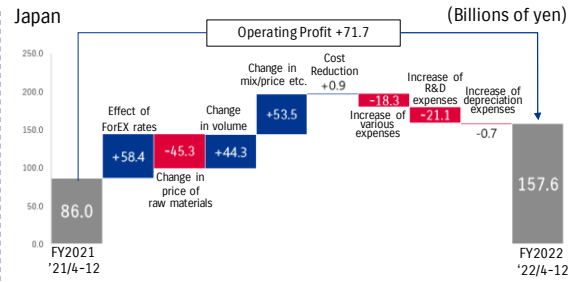 Japan
(Billions of yen)
Operating Profit +71.7
250.0
200.0
150.0
100.0
50.0
0.0
86.0
FY2021
'21/4-12
Effect of
ForEX rates
+58.4
-45.3
Change in
price of
raw materials
Change
in volume
+44.3
Change in
mix/price etc.
+53.5
Cost
Reduction
+0.9
-18.3
Increase of
various
expenses
Increase of
R&D
expenses
-21.1
Increase of
depreciation
expenses
-0.7
157.6
FY2022
‘22/4-12